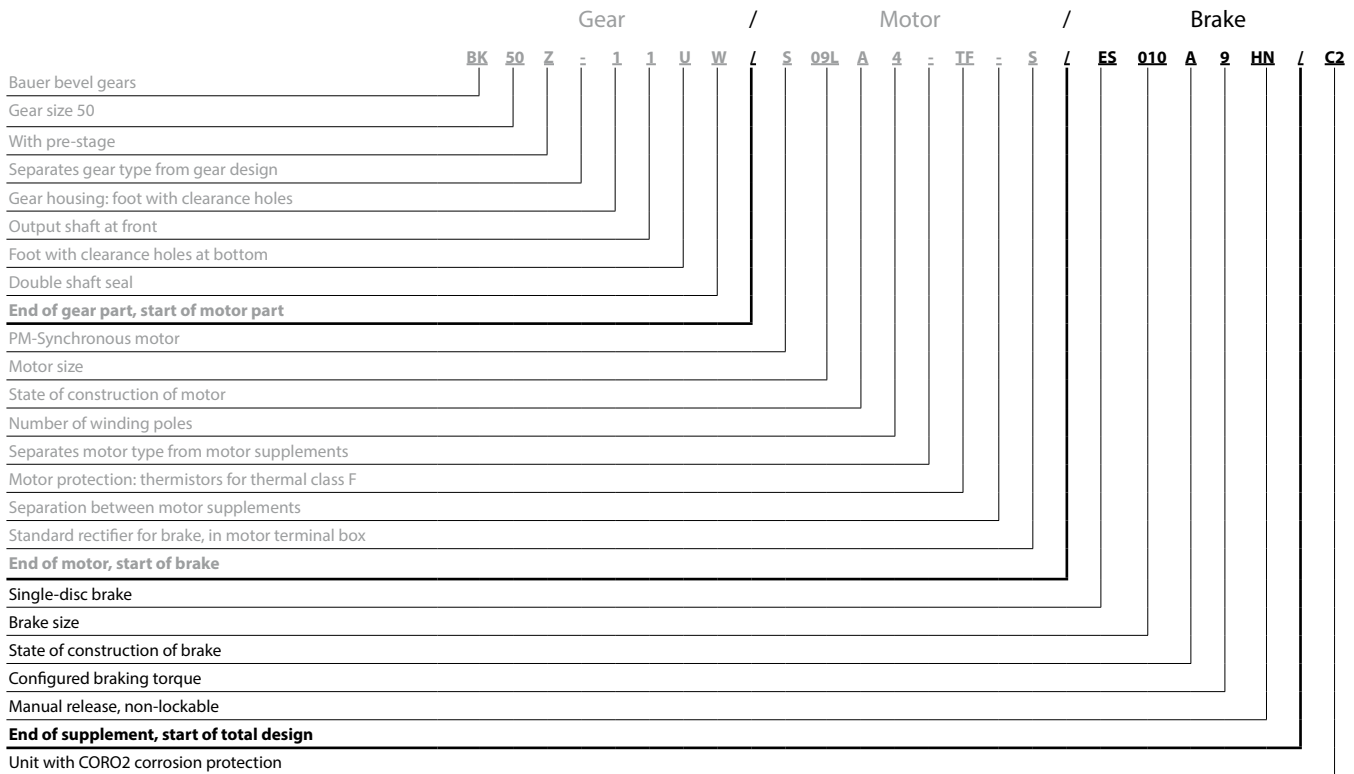 Gear / Motor / Brake
BK 50 Z - 1 1 U W / S 09L A 4 - TF - S / ES 010 A 9 HN / C2
Bauer bevel gears
Gear size 50
With pre-stage
Separates gear type from gear design
Gear housing: foot with clearance holes
Output shaft at front
Foot with clearance holes at bottom
Double shaft seal
End of gear part, start of motor part
PM-Synchronous motor
Motor size
State of construction of motor
Number of winding poles
Separates motor type from motor supplements
Motor protection: thermistors for thermal class F
Separation between motor supplements
Standard rectifier for brake, in motor terminal box
End of motor, start of brake
Single-disc brake
Brake size
State of construction of brake
Configured braking torque
Manual release, non-lockable
End of supplement, start of total design
Unit with CORO2 corrosion protection